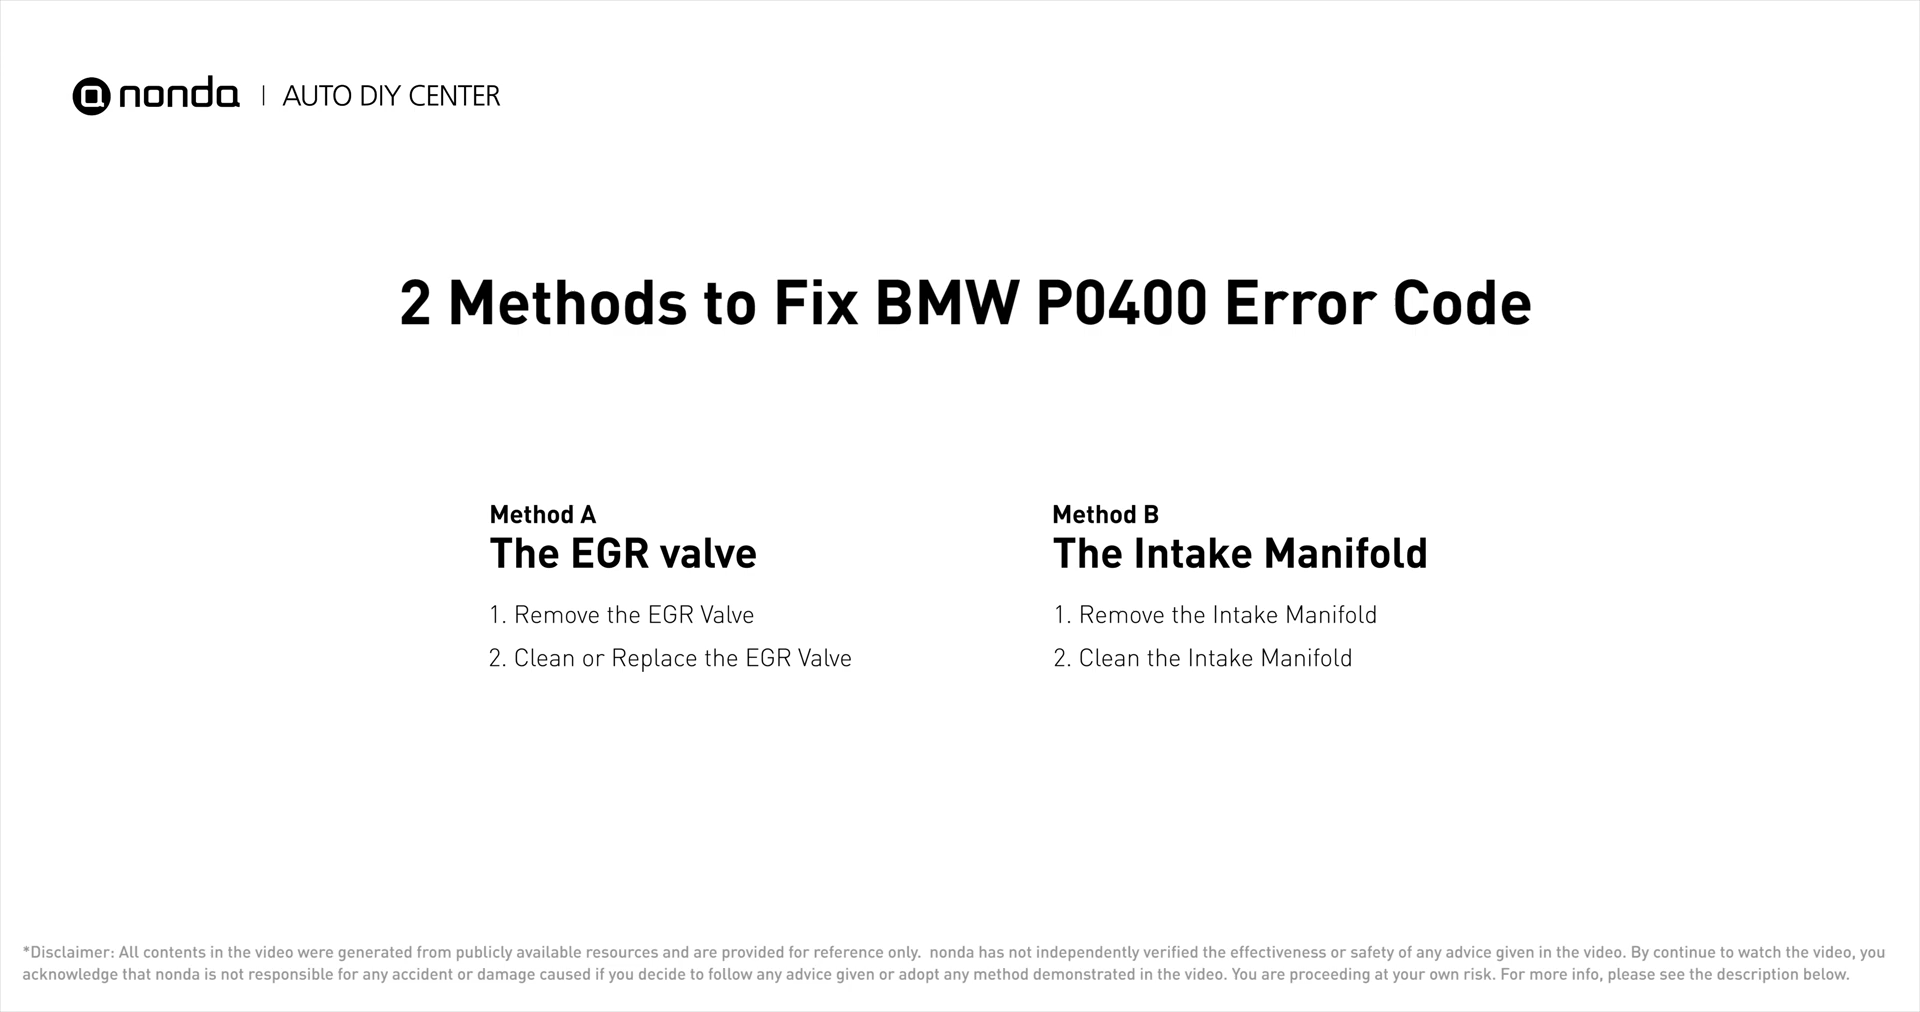 nonda | AUTO DIY CENTER
2 Methods to Fix BMW P0400 Error Code
Method A
The EGR valve
1. Remove the EGR Valve
2. Clean or Replace the EGR Valve
Method B
The Intake Manifold
1. Remove the Intake Manifold
2. Clean the Intake Manifold
*Disclaimer: All contents in the video were generated from publicly available resources and are provided for reference only.  nonda has not independently verified the effectiveness or safety of any advice given in the video. By continue to watch the video, you
acknowledge that nonda is not responsible for any accident or damage caused if you decide to follow any advice given or adopt any method demonstrated in the video. You are proceeding at your own risk. For more info, please see the description below.